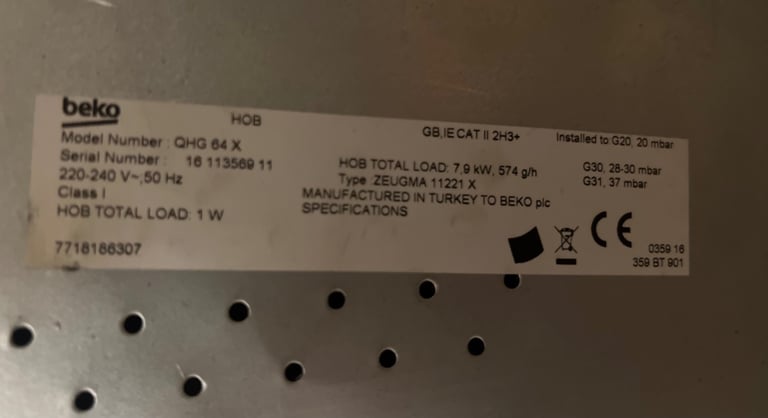 beko
HOB
GB,IE CAT II 2H3+
Installed to G20, 20 mbar
Model Number : QHG 64 X
Serial Number : 16 113569 11
HOB TOTAL LOAD: 7,9 kW, 574 g/h
G30, 28-30 mbar
220-240 V~,50 Hz
Type :ZEUGMA 11221 X
G31, 37 mbar
Class I
MANUFACTURED IN TURKEY TO BEKO plc
HOB TOTAL LOAD: 1 W
SPECIFICATIONS
CE
7718186307
0359 16
359 BT 901